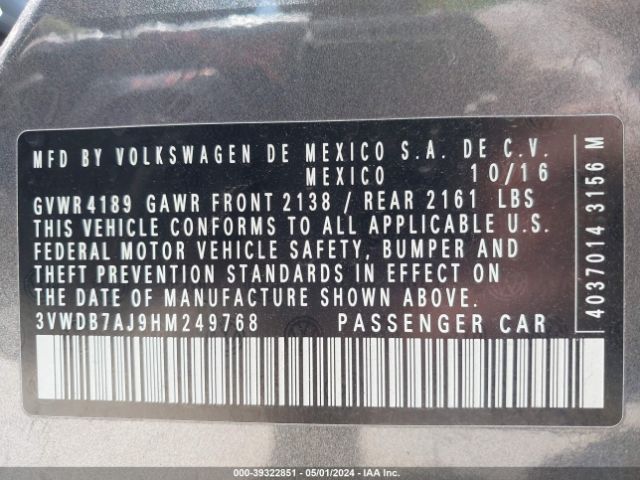 MFD BY VOLKSWAGEN DE MEXICO S.A. DE C.V.
MEXICO 10/16
GVWR 4189 GAWR FRONT 2138 / REAR 2161 LBS
THIS VEHICLE CONFORMS TO ALL APPLICABLE U.S.
FEDERAL MOTOR VEHICLE SAFETY, BUMPER AND
THEFT PREVENTION STANDARDS IN EFFECT ON
THE DATE OF MANUFACTURE SHOWN ABOVE.
3VWDB7AJ9HM249768 PASSENGER CAR
4037014 3156 M
000-39322851 - 05/01/2024 - IAA Inc.